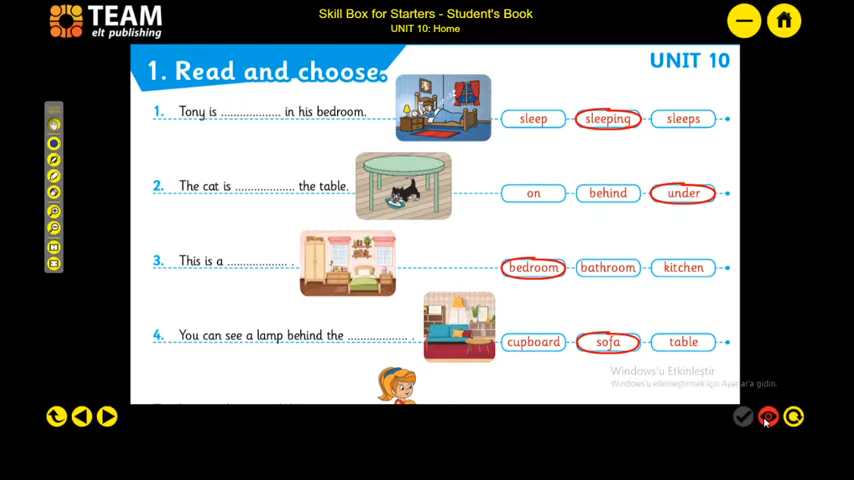 TEAM
elt publishing
Skill Box for Starters - Student's Book
UNIT 10: Home
1. Read and choose.
UNIT 10
1. Tony is .................. in his bedroom.
sleep sleeping sleeps
2. The cat is .................. the table.
on behind under
3. This is a .................. .
bedroom bathroom kitchen
4. You can see a lamp behind the .................. .
cupboard sofa table
Windows'u Etkinleştir
Windows'u etkinleştirmek için Ayarlar'a gidin.